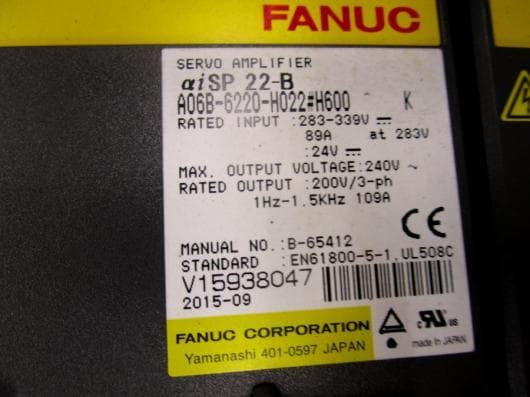 FANUC
SERVO AMPLIFIER
αiSP 22-B
A06B-6220-H022#H600 K
RATED INPUT :283-339V ⎓
89A at 283V
:24V ⎓
MAX. OUTPUT VOLTAGE:240V ~
RATED OUTPUT :200V/3-ph
1Hz-1.5KHz 109A
CE
MANUAL NO.:B-65412
STANDARD :EN61800-5-1,UL508C
V15938047
2015-09
FANUC CORPORATION
Yamanashi 401-0597 JAPAN
c RU us
made in JAPAN